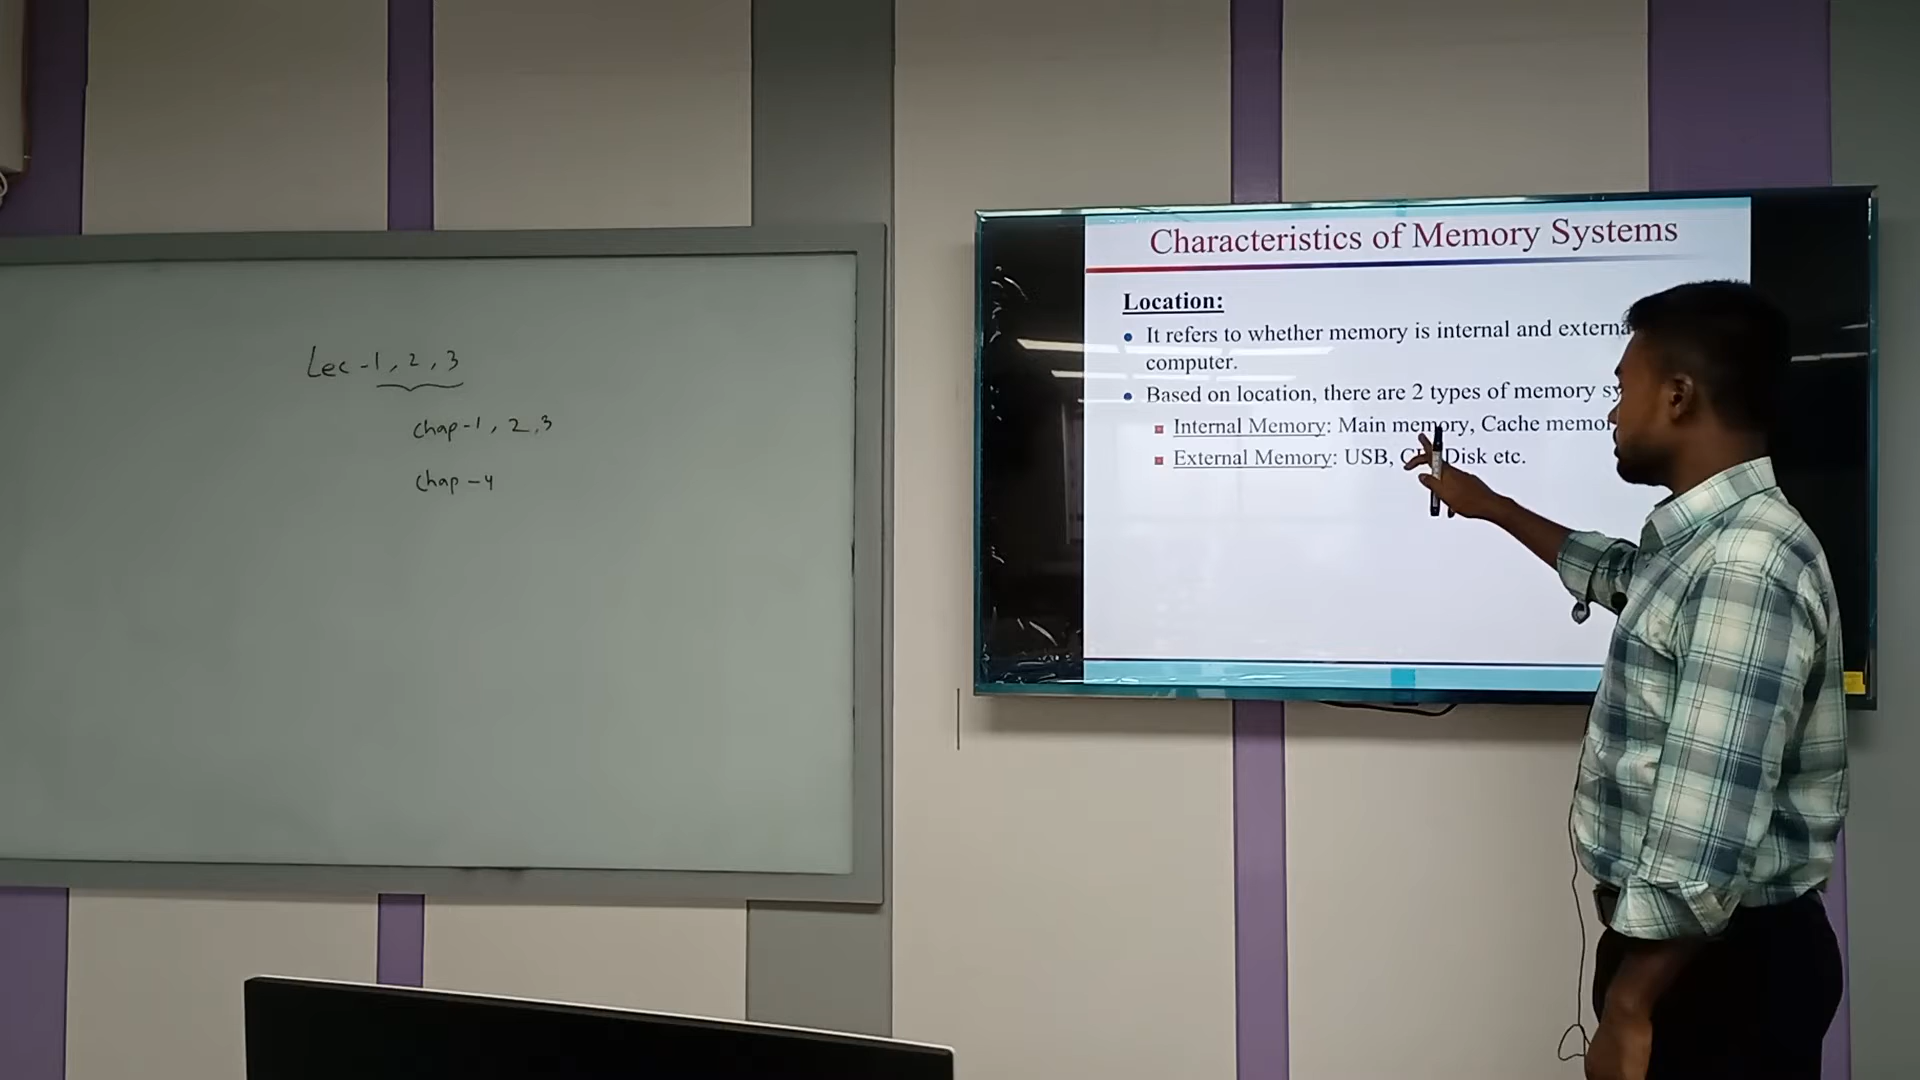 Lec - 1, 2, 3
chap - 1, 2, 3
chap - 4
Characteristics of Memory Systems
Location:
• It refers to whether memory is internal and externa
computer.
• Based on location, there are 2 types of memory sy
Internal Memory: Main memory, Cache memor
External Memory: USB, Disk etc.